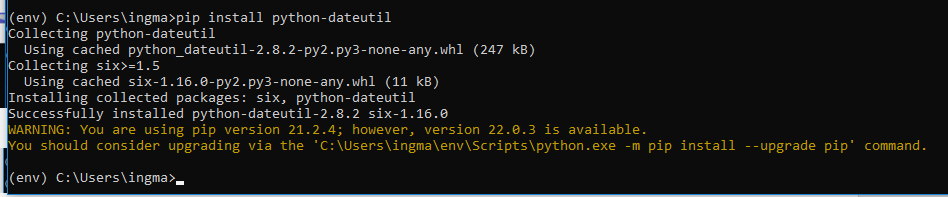 (env) C:\Users\ingma>pip install python-dateutil
Collecting python-dateutil
  Using cached python_dateutil-2.8.2-py2.py3-none-any.whl (247 kB)
Collecting six>=1.5
  Using cached six-1.16.0-py2.py3-none-any.whl (11 kB)
Installing collected packages: six, python-dateutil
Successfully installed python-dateutil-2.8.2 six-1.16.0
WARNING: You are using pip version 21.2.4; however, version 22.0.3 is available.
You should consider upgrading via the 'C:\Users\ingma\env\Scripts\python.exe -m pip install --upgrade pip' command.
(env) C:\Users\ingma>